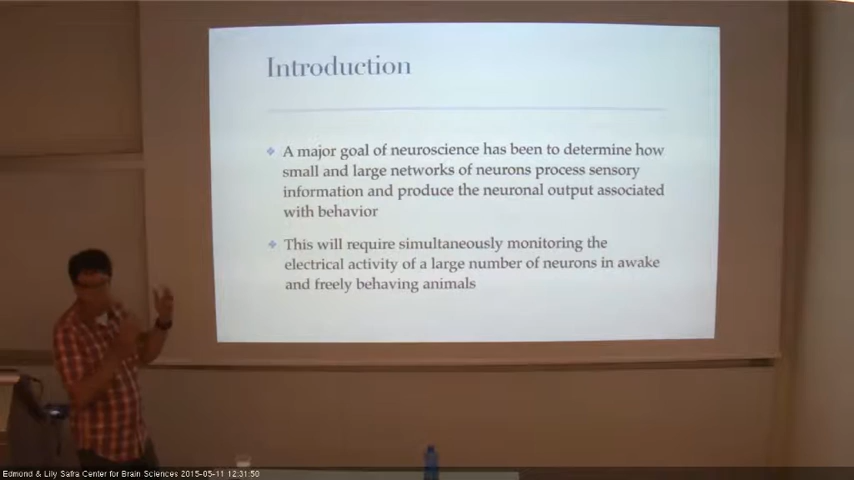 Introduction
A major goal of neuroscience has been to determine how
small and large networks of neurons process sensory
information and produce the neuronal output associated
with behavior
This will require simultaneously monitoring the
electrical activity of a large number of neurons in awake
and freely behaving animals
Edmond & Lily Safra Center for Brain Sciences 2015-05-11 12:31:50